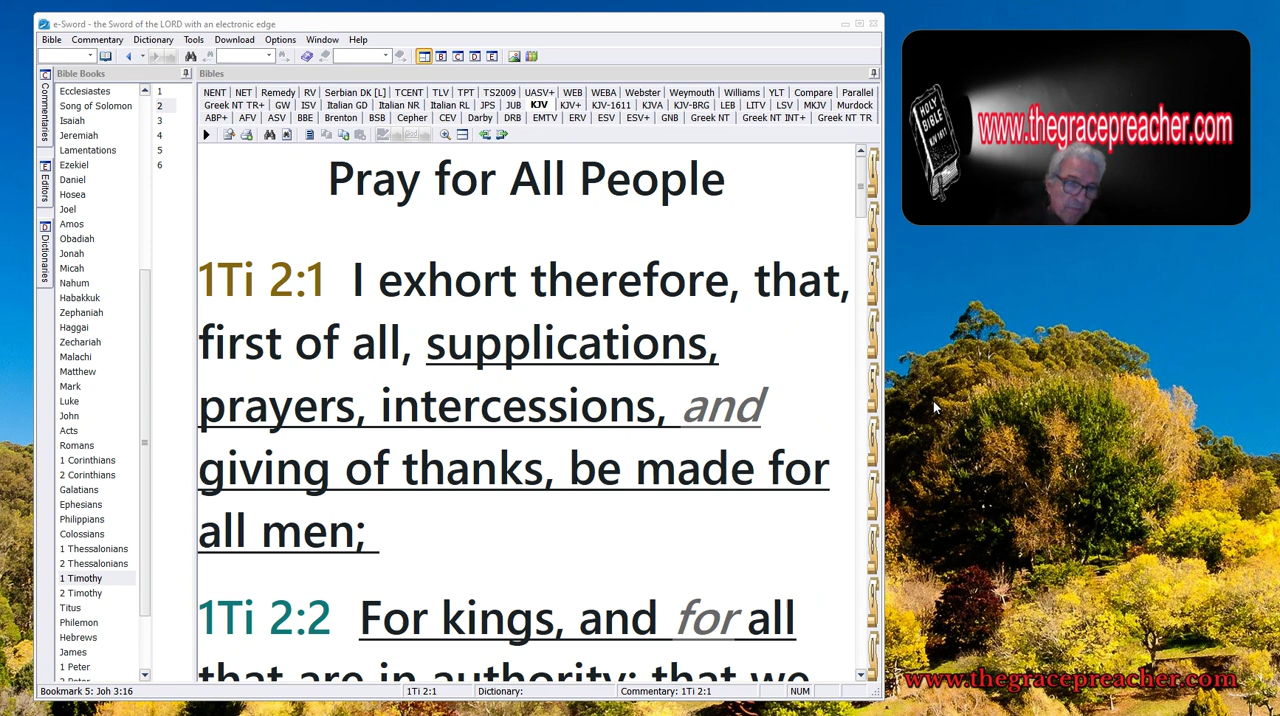 e-Sword - the Sword of the LORD with an electronic edge
Bible Commentary Dictionary Tools Download Options Window Help
B C D E
Bible Books
Bibles
Commentaries
Editors
Dictionaries
Ecclesiastes 1
Song of Solomon 2
Isaiah 3
Jeremiah 4
Lamentations 5
Ezekiel 6
Daniel
Hosea
Joel
Amos
Obadiah
Jonah
Micah
Nahum
Habakkuk
Zephaniah
Haggai
Zechariah
Malachi
Matthew
Mark
Luke
John
Acts
Romans
1 Corinthians
2 Corinthians
Galatians
Ephesians
Philippians
Colossians
1 Thessalonians
2 Thessalonians
1 Timothy
2 Timothy
Titus
Philemon
Hebrews
James
1 Peter
NENT NET Remedy RV Serbian DK [L] TCENT TLV TPT TS2009 UASV+ WEB WEBA Webster Weymouth Williams YLT Compare Parallel
Greek NT TR+ GW ISV Italian GD Italian NR Italian RL JPS JUB KJV KJV+ KJV-1611 KJVA KJV-BRG LEB LITV LSV MKJV Murdock
ABP+ AFV ASV BBE Brenton BSB Cepher CEV Darby DRB EMTV ERV ESV ESV+ GNB Greek NT Greek NT INT+ Greek NT TR
Pray for All People
1Ti 2:1 I exhort therefore, that,
first of all, supplications,
prayers, intercessions, and
giving of thanks, be made for
all men;
1Ti 2:2 For kings, and for all
that are in authority; that we
Bookmark 5: Joh 3:16 1Ti 2:1 Dictionary: Commentary: 1Ti 2:1 NUM
HOLY
BIBLE
www.thegracepreacher.com
www.thegracepreacher.com